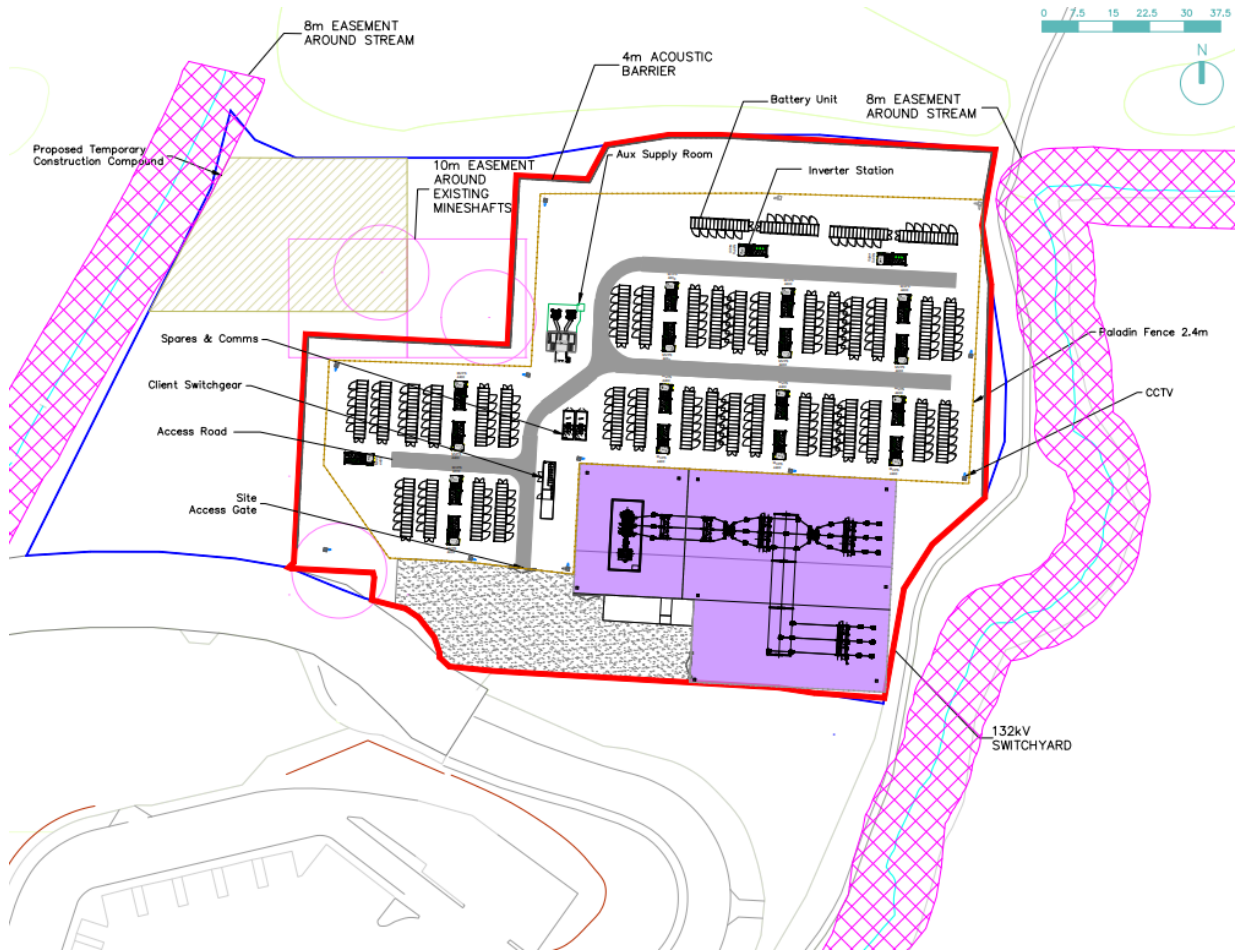 8m EASEMENT
AROUND STREAM
0 7.5 15 22.5 30 37.5
N
4m ACOUSTIC
BARRIER
Battery Unit
8m EASEMENT
AROUND STREAM
Proposed Temporary
Construction Compound
10m EASEMENT
AROUND
EXISTING
MINESHAFTS
Aux Supply Room
Inverter Station
Spares & Comms
Paladin Fence 2.4m
Client Switchgear
CCTV
Access Road
Site
Access Gate
132kV
SWITCHYARD